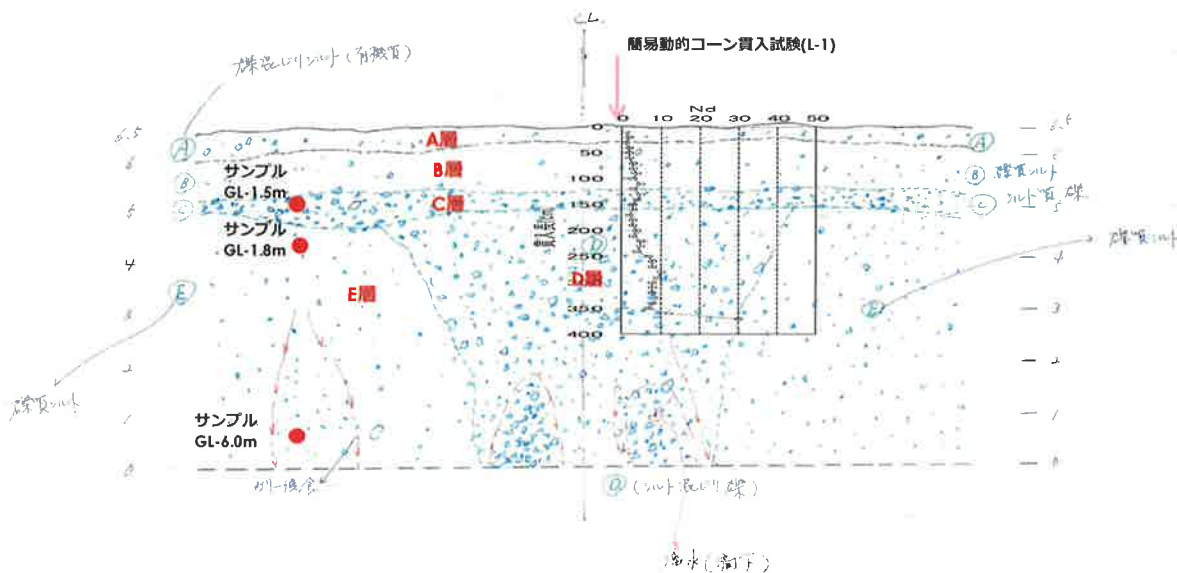 C.L.
簡易動的コーン貫入試験(L-1)
礫混じりシルト(有機質)
Nd
0 10 20 30 40 50
0
50
100
150
200
250
350
400
貫入量(cm)
6.5
6
5
4
3
2
1
0
A
B
C
E
A層
B層
C層
D層
E層
サンプル
GL-1.5m
サンプル
GL-1.8m
サンプル
GL-6.0m
D
6.5
5
4
3
2
1
0
A
B 礫質シルト
C シルト質礫
礫質シルト
E
礫質シルト
ガリー浸食
D (シルト混じり礫)
湧水(滴下)